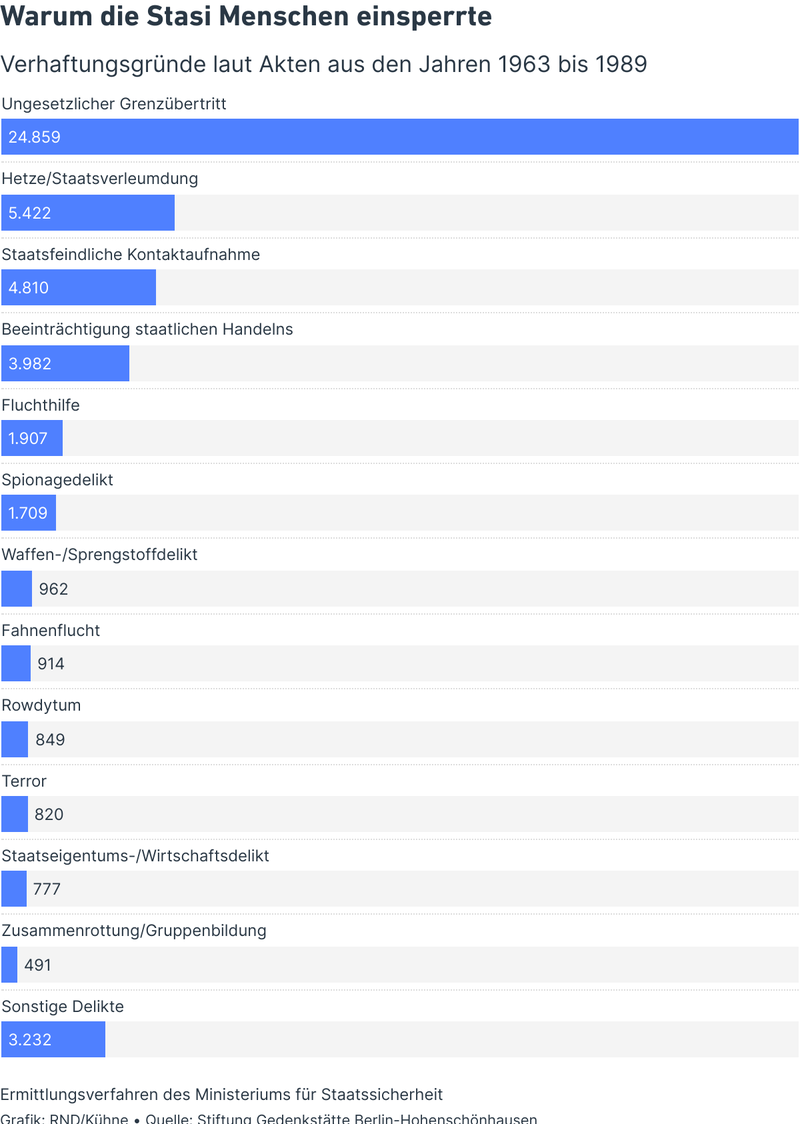 Warum die Stasi Menschen einsperrte
Verhaftungsgründe laut Akten aus den Jahren 1963 bis 1989
Ungesetzlicher Grenzübertritt
24.859
Hetze/Staatsverleumdung
5.422
Staatsfeindliche Kontaktaufnahme
4.810
Beeinträchtigung staatlichen Handelns
3.982
Fluchthilfe
1.907
Spionagedelikt
1.709
Waffen-/Sprengstoffdelikt
962
Fahnenflucht
914
Rowdytum
849
Terror
820
Staatseigentums-/Wirtschaftsdelikt
777
Zusammenrottung/Gruppenbildung
491
Sonstige Delikte
3.232
Ermittlungsverfahren des Ministeriums für Staatssicherheit
Grafik: RND/Kühne • Quelle: Stiftung Gedenkstätte Berlin-Hohenschönhausen